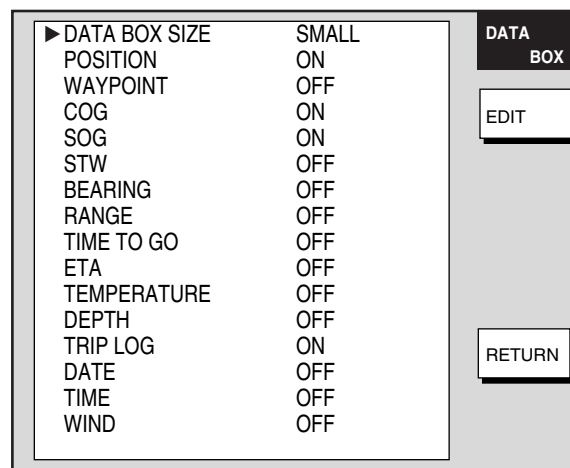 ▶DATA BOX SIZE SMALL
POSITION ON
WAYPOINT OFF
COG ON
SOG ON
STW OFF
BEARING OFF
RANGE OFF
TIME TO GO OFF
ETA OFF
TEMPERATURE OFF
DEPTH OFF
TRIP LOG ON
DATE OFF
TIME OFF
WIND OFF
DATA
BOX
EDIT
RETURN